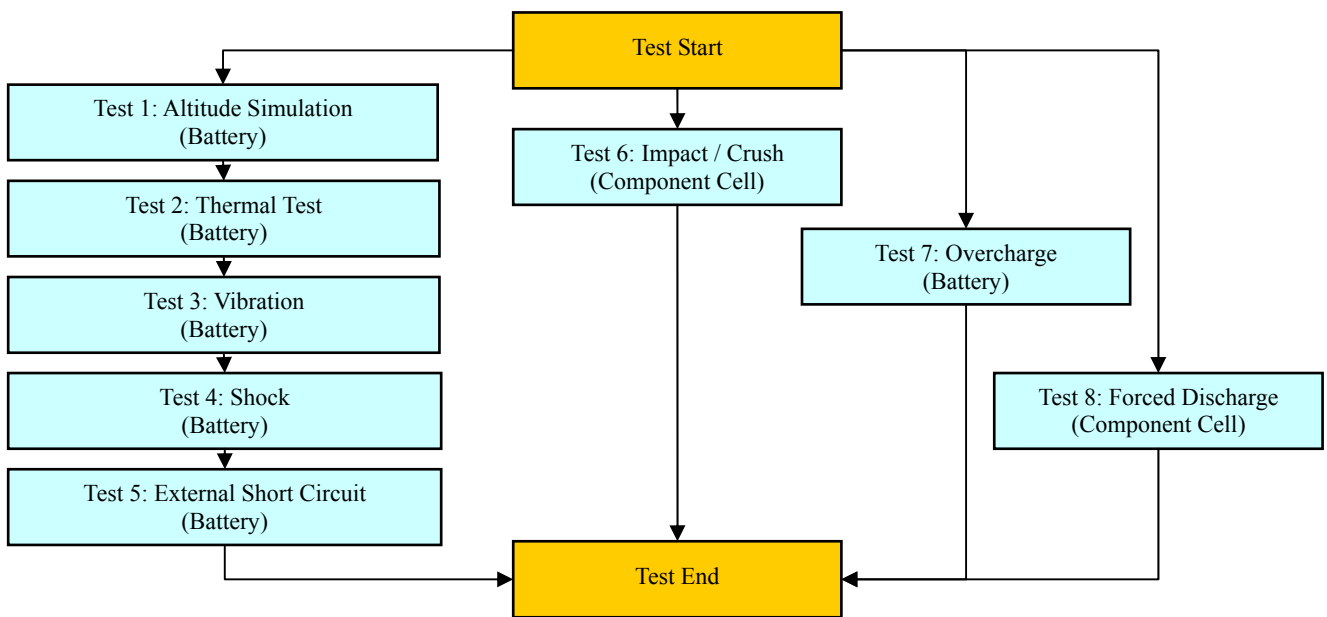 Test Start
Test 1: Altitude Simulation
(Battery)
Test 2: Thermal Test
(Battery)
Test 3: Vibration
(Battery)
Test 4: Shock
(Battery)
Test 5: External Short Circuit
(Battery)
Test 6: Impact / Crush
(Component Cell)
Test 7: Overcharge
(Battery)
Test 8: Forced Discharge
(Component Cell)
Test End